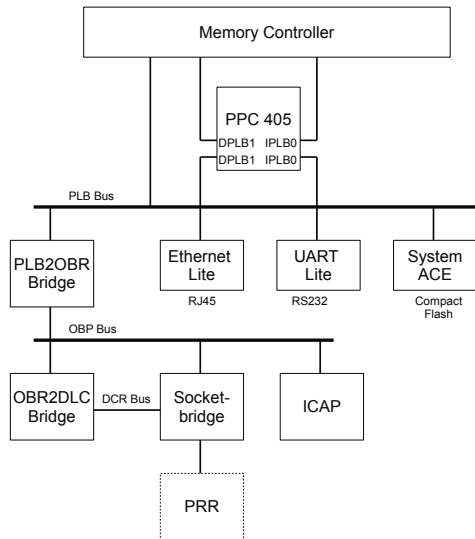 Memory Controller
PPC 405
DPLB1 IPLB0
DPLB1 IPLB0
PLB Bus
PLB2OBR
Bridge
Ethernet
Lite
UART
Lite
System
ACE
RJ45
RS232
Compact
Flash
OBP Bus
OBR2DLC
Bridge
DCR Bus
Socket-
bridge
ICAP
PRR